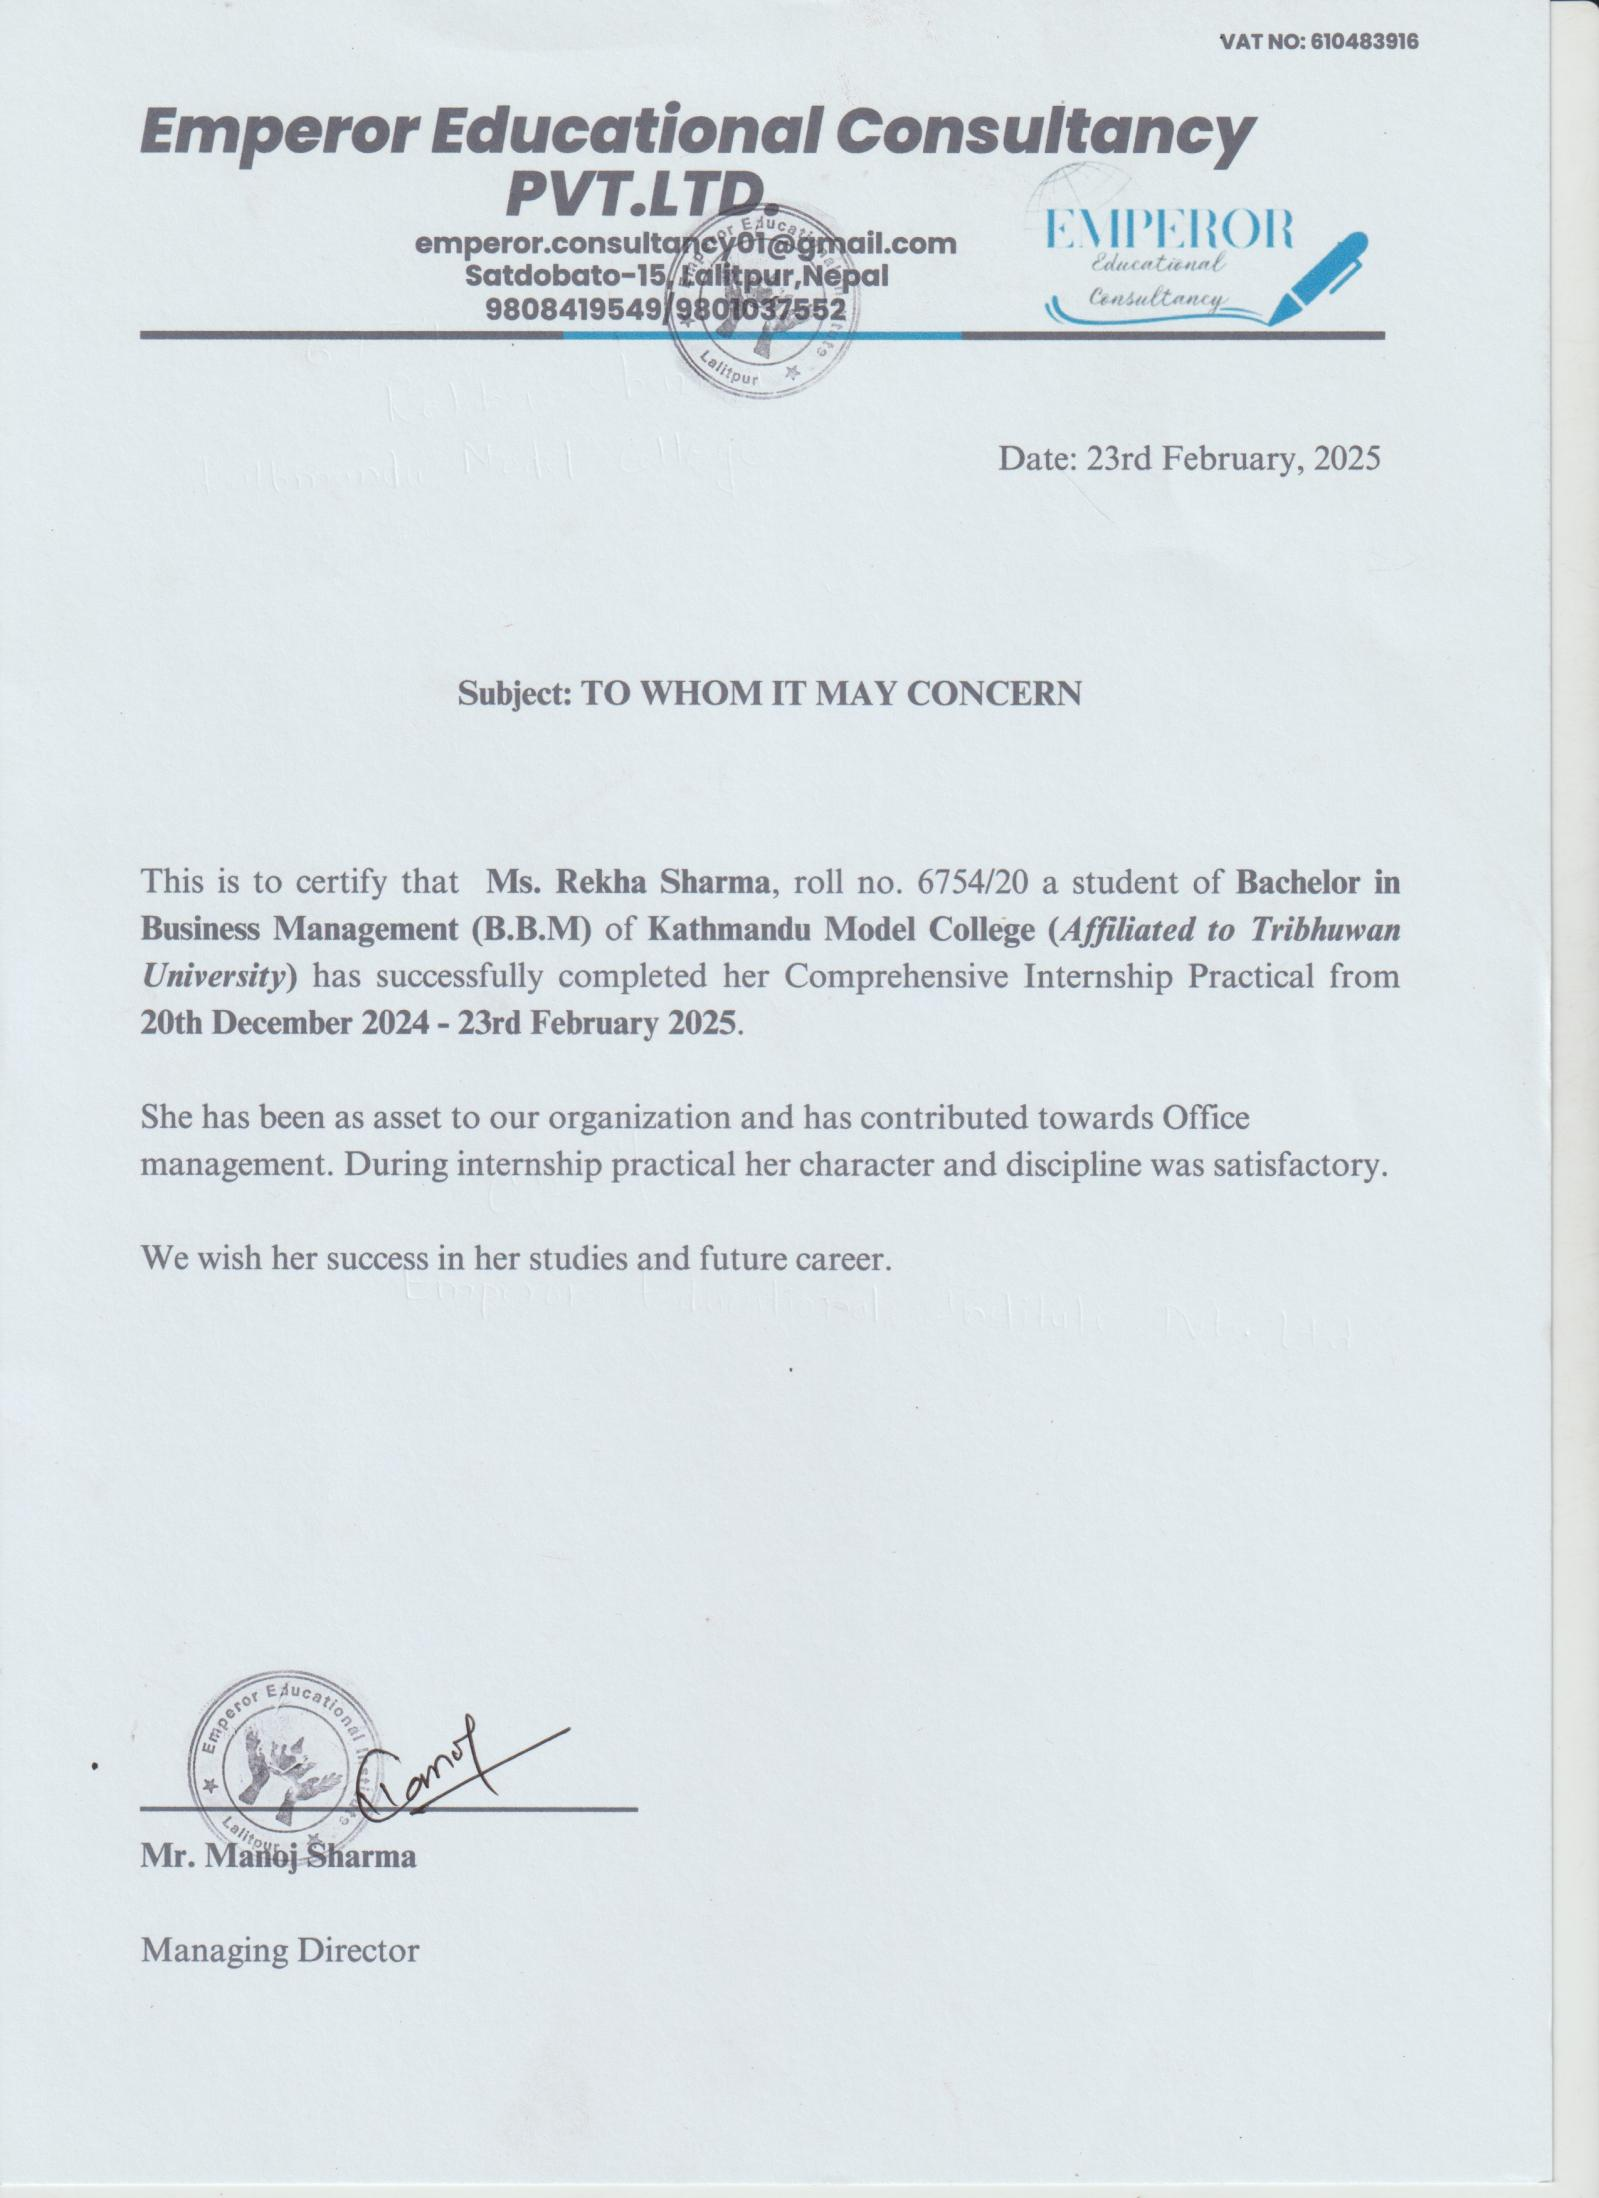 VAT NO: 610483916
Emperor Educational Consultancy
PVT.LTD.
emperor.consultancy01@gmail.com
Satdobato-15, Lalitpur,Nepal
9808419549/9801037552
EMPEROR
Educational
Consultancy
Emperor Educational Institute
Lalitpur
Date: 23rd February, 2025
Subject: TO WHOM IT MAY CONCERN
This is to certify that Ms. Rekha Sharma, roll no. 6754/20 a student of Bachelor in
Business Management (B.B.M) of Kathmandu Model College (Affiliated to Tribhuwan
University) has successfully completed her Comprehensive Internship Practical from
20th December 2024 - 23rd February 2025.
She has been as asset to our organization and has contributed towards Office
management. During internship practical her character and discipline was satisfactory.
We wish her success in her studies and future career.
Emperor Educational Institute
Lalitpur
Mr. Manoj Sharma
Managing Director